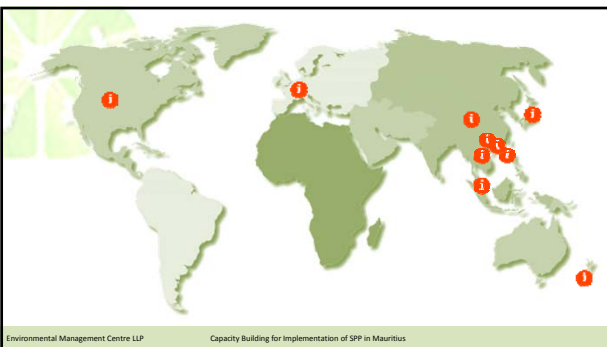 i
i
i
i
i
i
i
i
i
i
Environmental Management Centre LLP
Capacity Building for Implementation of SPP in Mauritius